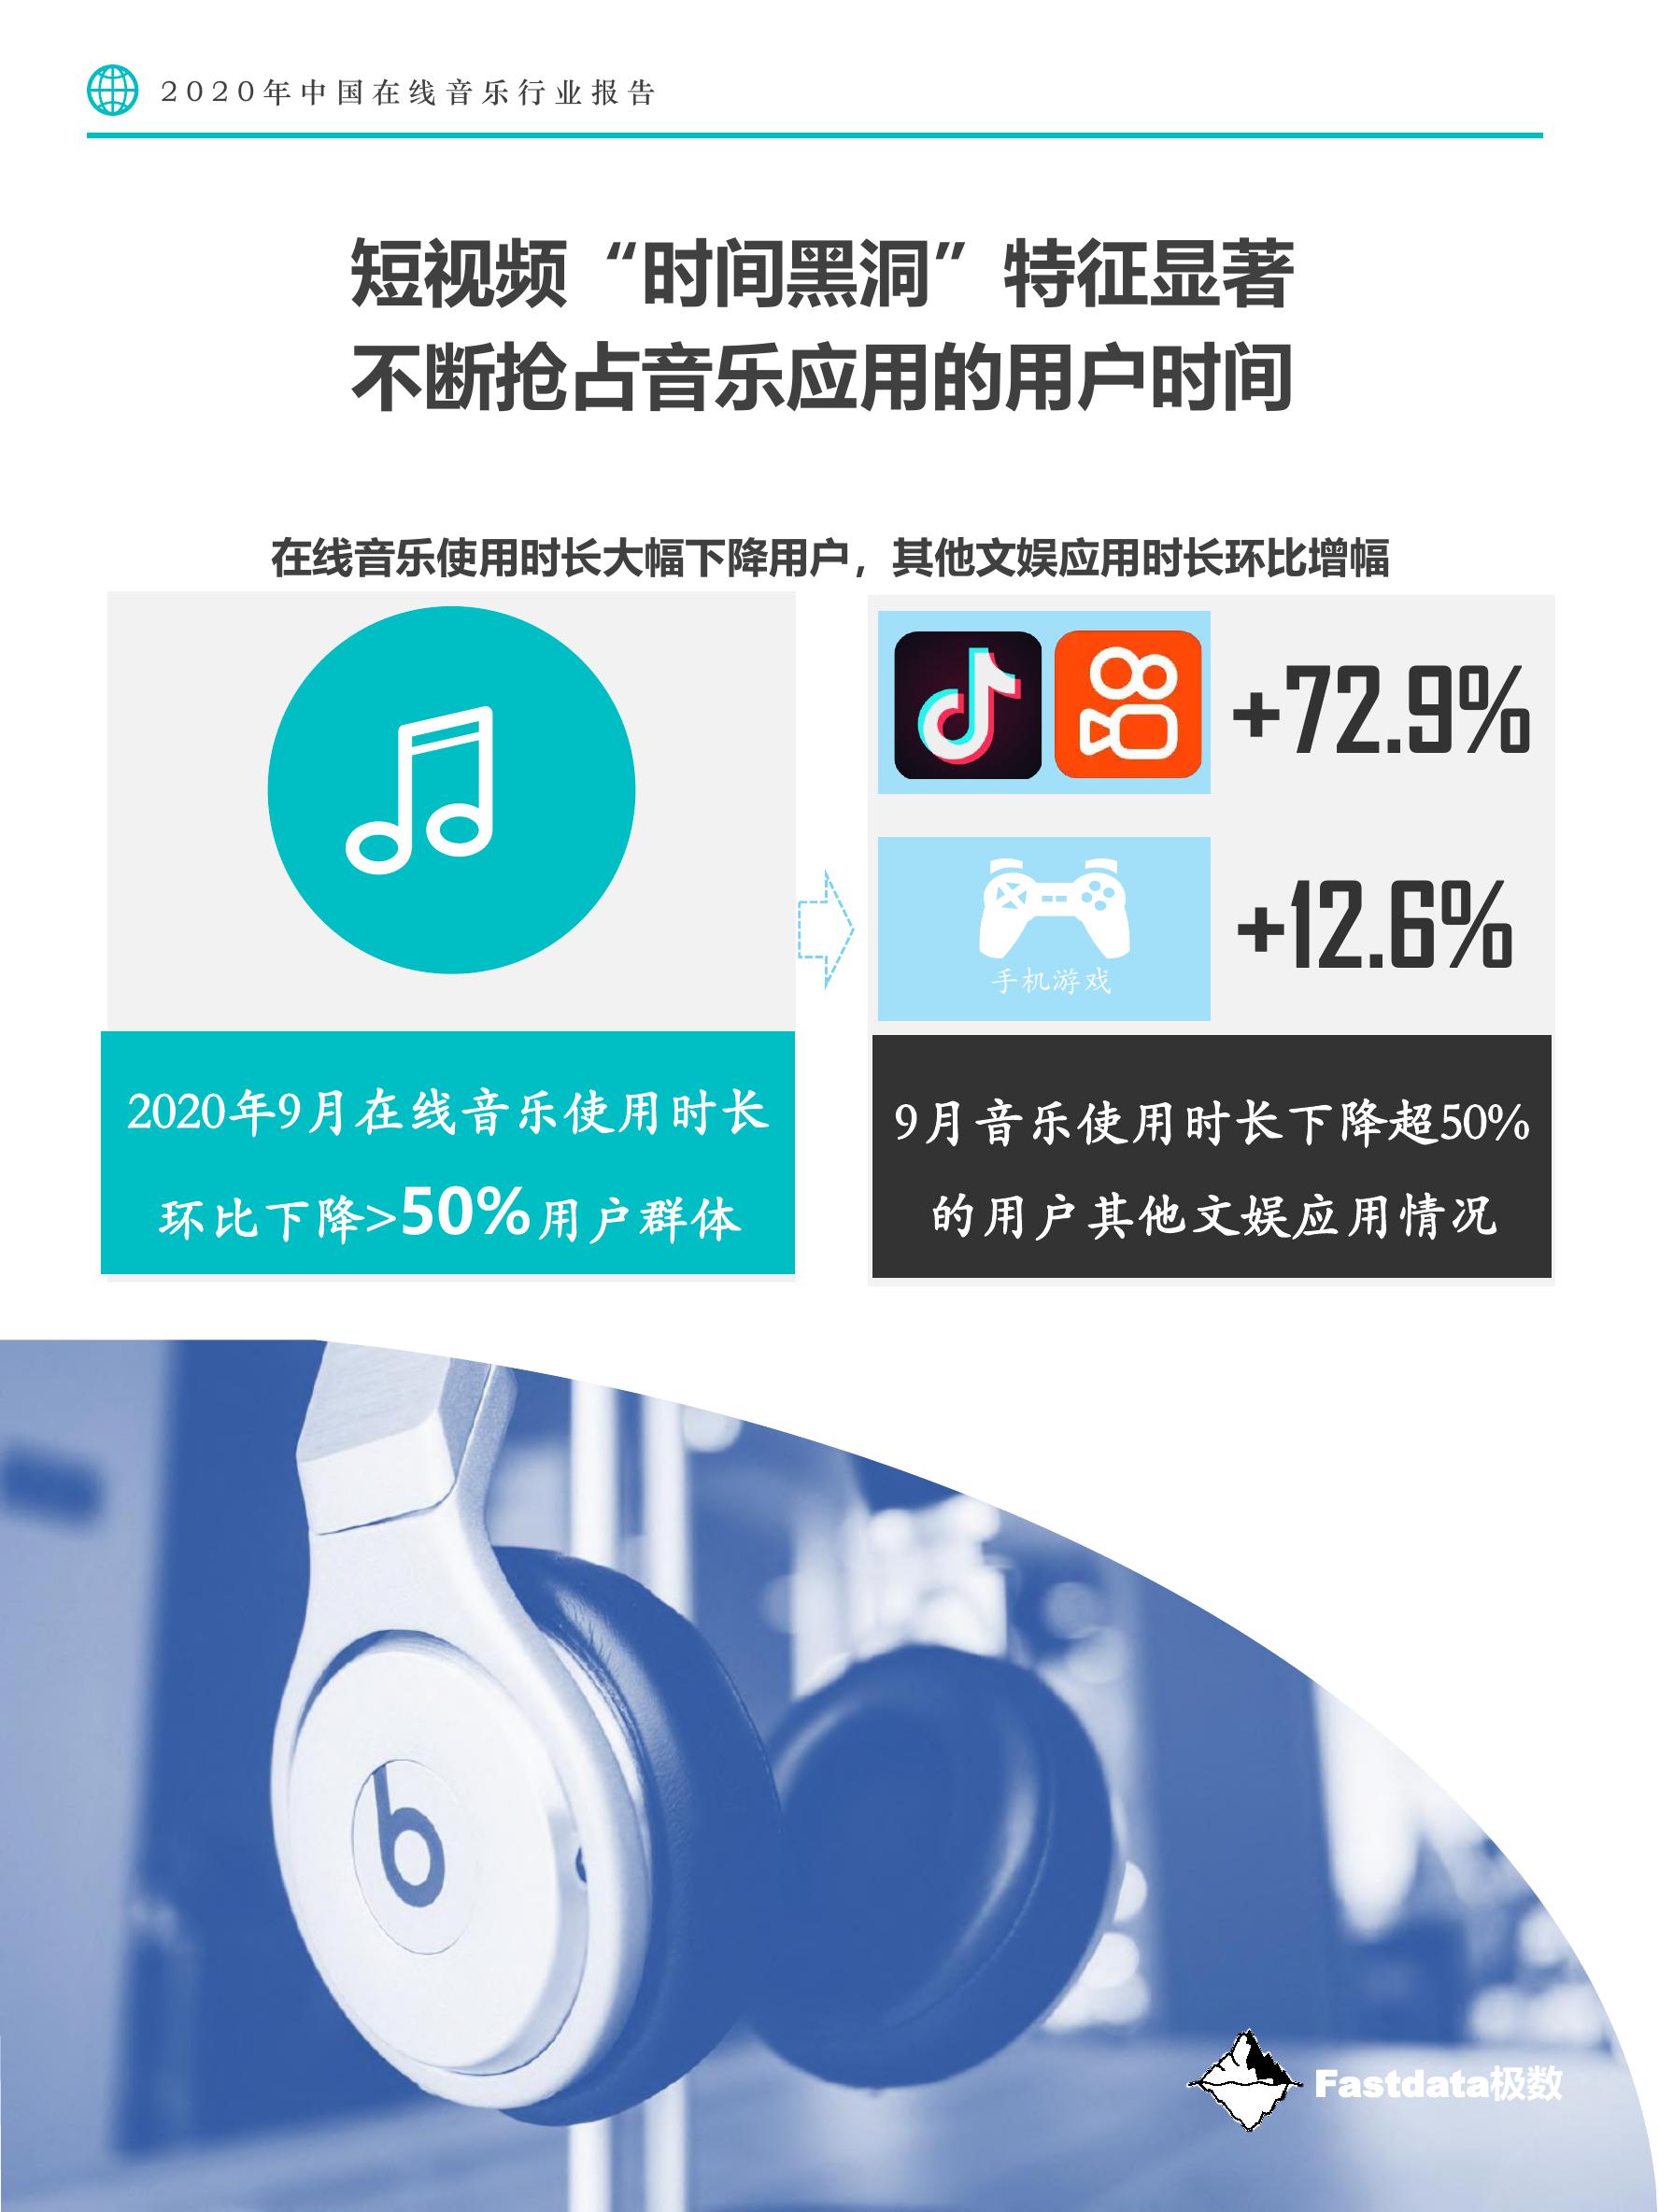 2020年中国在线音乐行业报告
短视频“时间黑洞”特征显著
不断抢占音乐应用的用户时间
在线音乐使用时长大幅下降用户，其他文娱应用时长环比增幅
+72.9%
手机游戏
+12.6%
2020年9月在线音乐使用时长
环比下降>50%用户群体
9月音乐使用时长下降超50%
的用户其他文娱应用情况
b
Fastdata极数